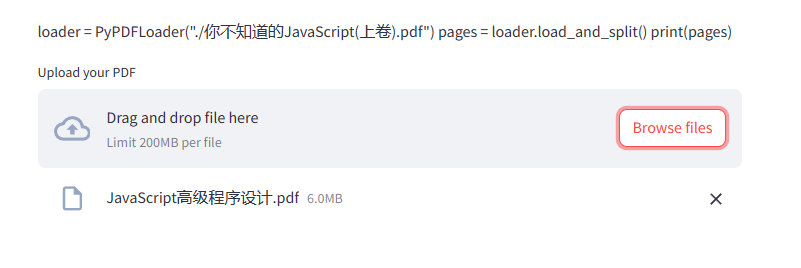 loader = PyPDFLoader("./你不知道的JavaScript(上卷).pdf") pages = loader.load_and_split() print(pages)
Upload your PDF
Drag and drop file here
Limit 200MB per file
Browse files
JavaScript高级程序设计.pdf 6.0MB